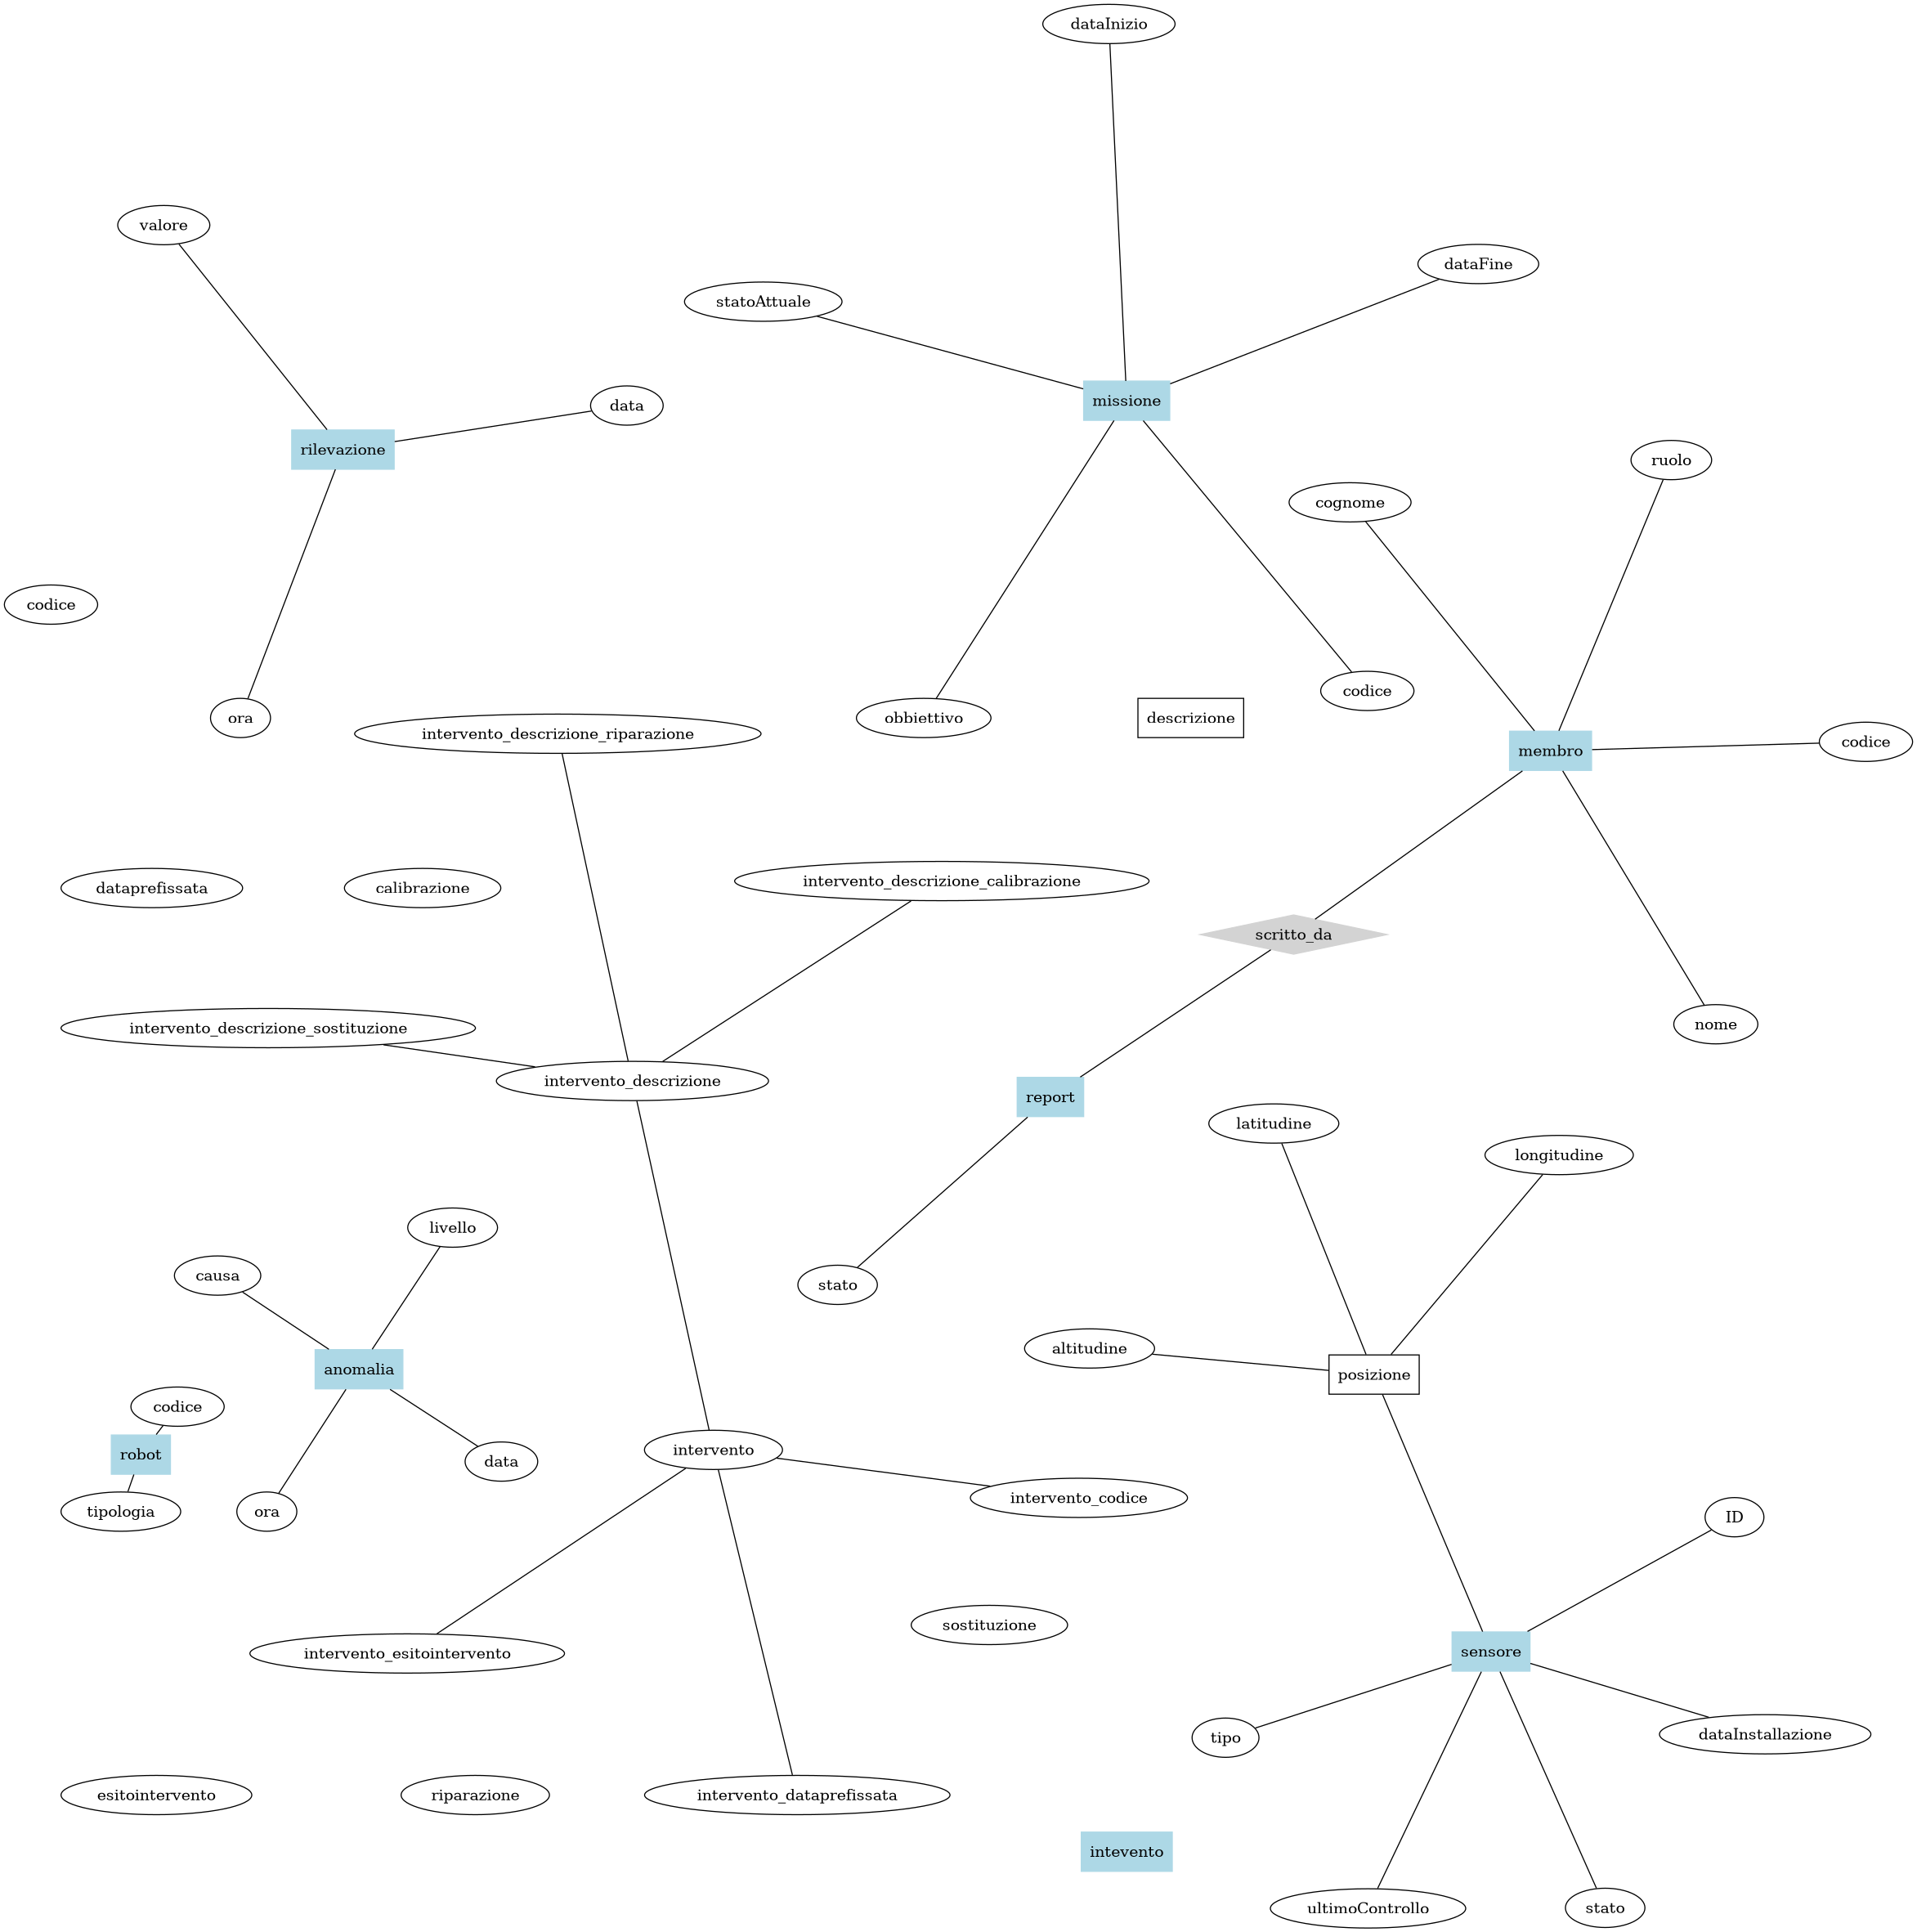 dataInizio
valore
dataFine
statoAttuale
missione
data
rilevazione
ruolo
cognome
codice
codice
ora
obbiettivo
descrizione
intervento_descrizione_riparazione
codice
membro
intervento_descrizione_calibrazione
dataprefissata
calibrazione
scritto_da
intervento_descrizione_sostituzione
nome
intervento_descrizione
report
latitudine
longitudine
livello
causa
stato
altitudine
anomalia
posizione
codice
intervento
robot
data
intervento_codice
tipologia
ora
ID
sostituzione
intervento_esitointervento
sensore
tipo
dataInstallazione
esitointervento
riparazione
intervento_dataprefissata
intevento
ultimoControllo
stato